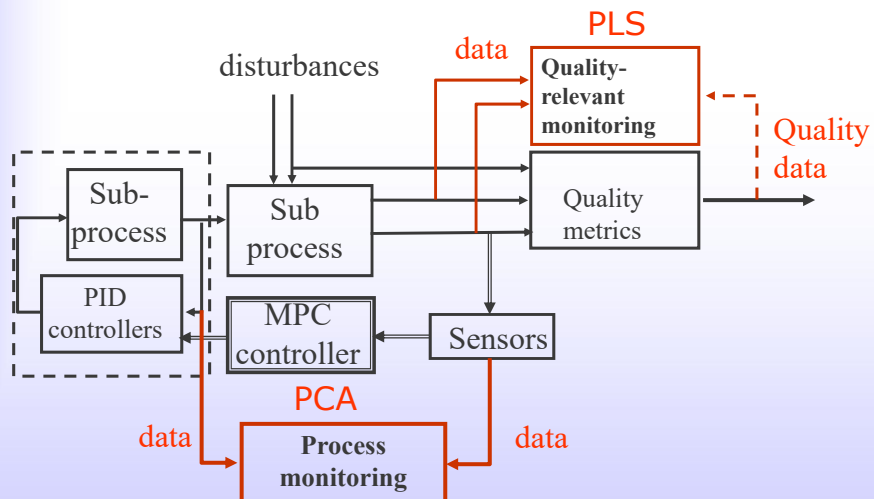 PLS
data
disturbances
Quality-
relevant
monitoring
Quality
data
Sub-
process
Sub
process
Quality
metrics
PID
controllers
MPC
controller
Sensors
PCA
data
Process
monitoring
data